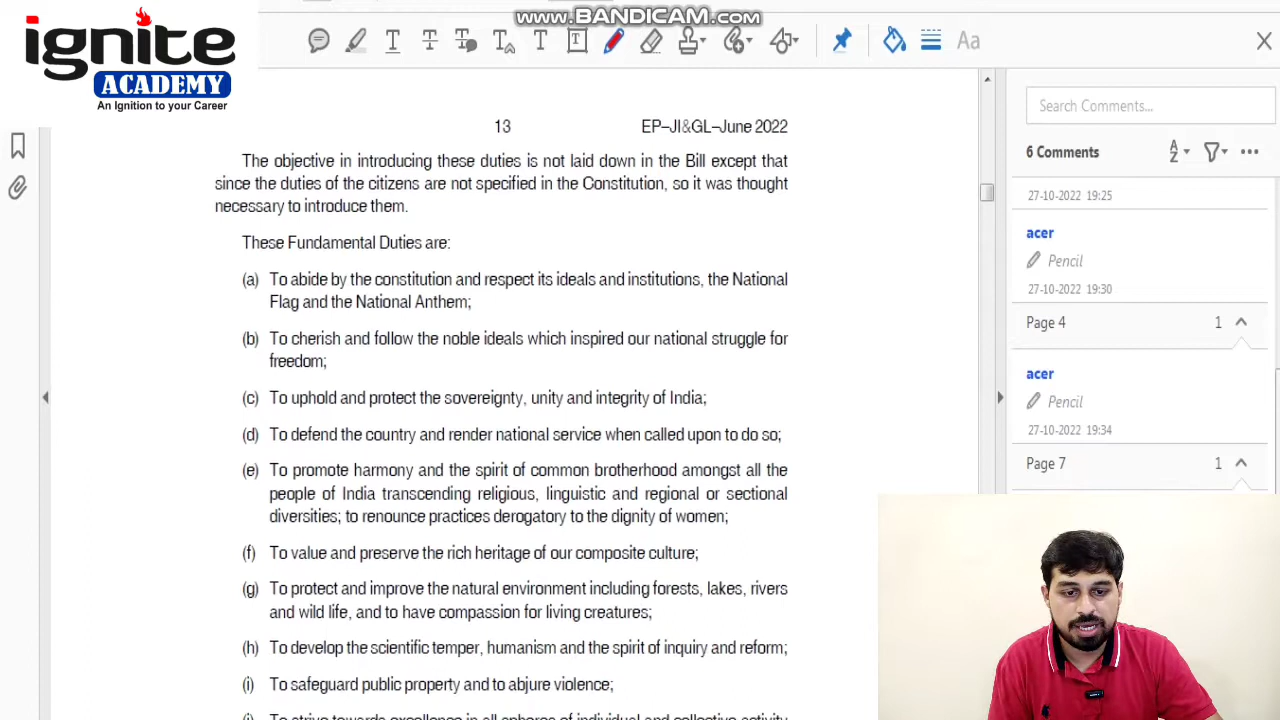 www.BANDICAM.com
ignite
ACADEMY
An Ignition to your Career
Aa
Search Comments...
13 EP–JI&GL–June 2022
6 Comments
The objective in introducing these duties is not laid down in the Bill except that
since the duties of the citizens are not specified in the Constitution, so it was thought
necessary to introduce them.
These Fundamental Duties are:
(a) To abide by the constitution and respect its ideals and institutions, the National
Flag and the National Anthem;
(b) To cherish and follow the noble ideals which inspired our national struggle for
freedom;
(c) To uphold and protect the sovereignty, unity and integrity of India;
(d) To defend the country and render national service when called upon to do so;
(e) To promote harmony and the spirit of common brotherhood amongst all the
people of India transcending religious, linguistic and regional or sectional
diversities; to renounce practices derogatory to the dignity of women;
(f) To value and preserve the rich heritage of our composite culture;
(g) To protect and improve the natural environment including forests, lakes, rivers
and wild life, and to have compassion for living creatures;
(h) To develop the scientific temper, humanism and the spirit of inquiry and reform;
(i) To safeguard public property and to abjure violence;
(j) To strive towards excellence in all spheres of individual and collective activity
27-10-2022 19:25
acer
Pencil
27-10-2022 19:30
Page 4 1
acer
Pencil
27-10-2022 19:34
Page 7 1